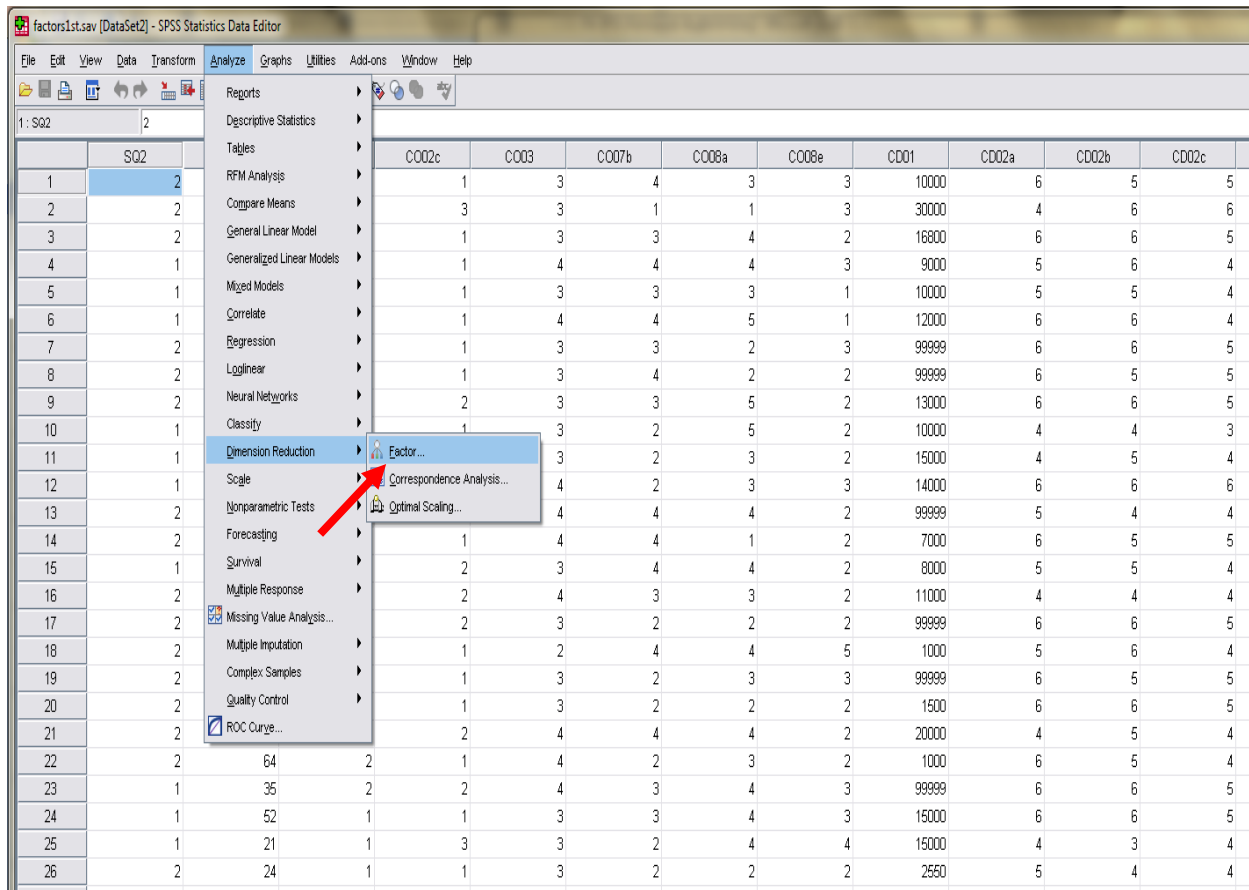 factors1st.sav [DataSet2] - SPSS Statistics Data Editor
File Edit View Data Transform Analyze Graphs Utilities Add-ons Window Help
1 : SQ2 2
Reports
Descriptive Statistics
Tables
RFM Analysis
Compare Means
General Linear Model
Generalized Linear Models
Mixed Models
Correlate
Regression
Loglinear
Neural Networks
Classify
Dimension Reduction
Scale
Nonparametric Tests
Forecasting
Survival
Multiple Response
Missing Value Analysis...
Multiple Imputation
Complex Samples
Quality Control
ROC Curve...
Factor...
Correspondence Analysis...
Optimal Scaling...
SQ2 CO02c CO03 CO07b CO08a CO08e CD01 CD02a CD02b CD02c
1 2 1 3 4 3 3 10000 6 5 5
2 2 3 3 1 1 3 30000 4 6 6
3 2 1 3 3 4 2 16800 6 6 5
4 1 1 4 4 4 3 9000 5 6 4
5 1 1 3 3 3 1 10000 5 5 4
6 1 1 4 4 5 1 12000 6 6 4
7 2 1 3 3 2 3 99999 6 6 5
8 2 1 3 4 2 2 99999 6 5 5
9 2 2 3 3 5 2 13000 6 6 5
10 1 1 3 2 5 2 10000 4 4 3
11 1 3 2 3 2 15000 4 5 4
12 1 4 2 3 3 14000 6 6 6
13 2 4 4 4 2 99999 5 4 4
14 2 1 4 4 1 2 7000 6 5 5
15 1 2 3 4 4 2 8000 5 5 4
16 2 2 4 3 3 2 11000 4 4 4
17 2 2 3 2 2 2 99999 6 6 5
18 2 1 2 4 4 5 1000 5 6 4
19 2 1 3 2 3 3 99999 6 5 5
20 2 1 3 2 2 2 1500 6 6 5
21 2 2 4 4 4 2 20000 4 5 4
22 2 64 2 1 4 2 3 2 1000 6 5 4
23 1 35 2 2 4 3 4 3 99999 6 6 5
24 1 52 1 1 3 3 4 3 15000 6 6 5
25 1 21 1 3 3 2 4 4 15000 4 3 4
26 2 24 1 1 3 2 2 2 2550 5 4 4